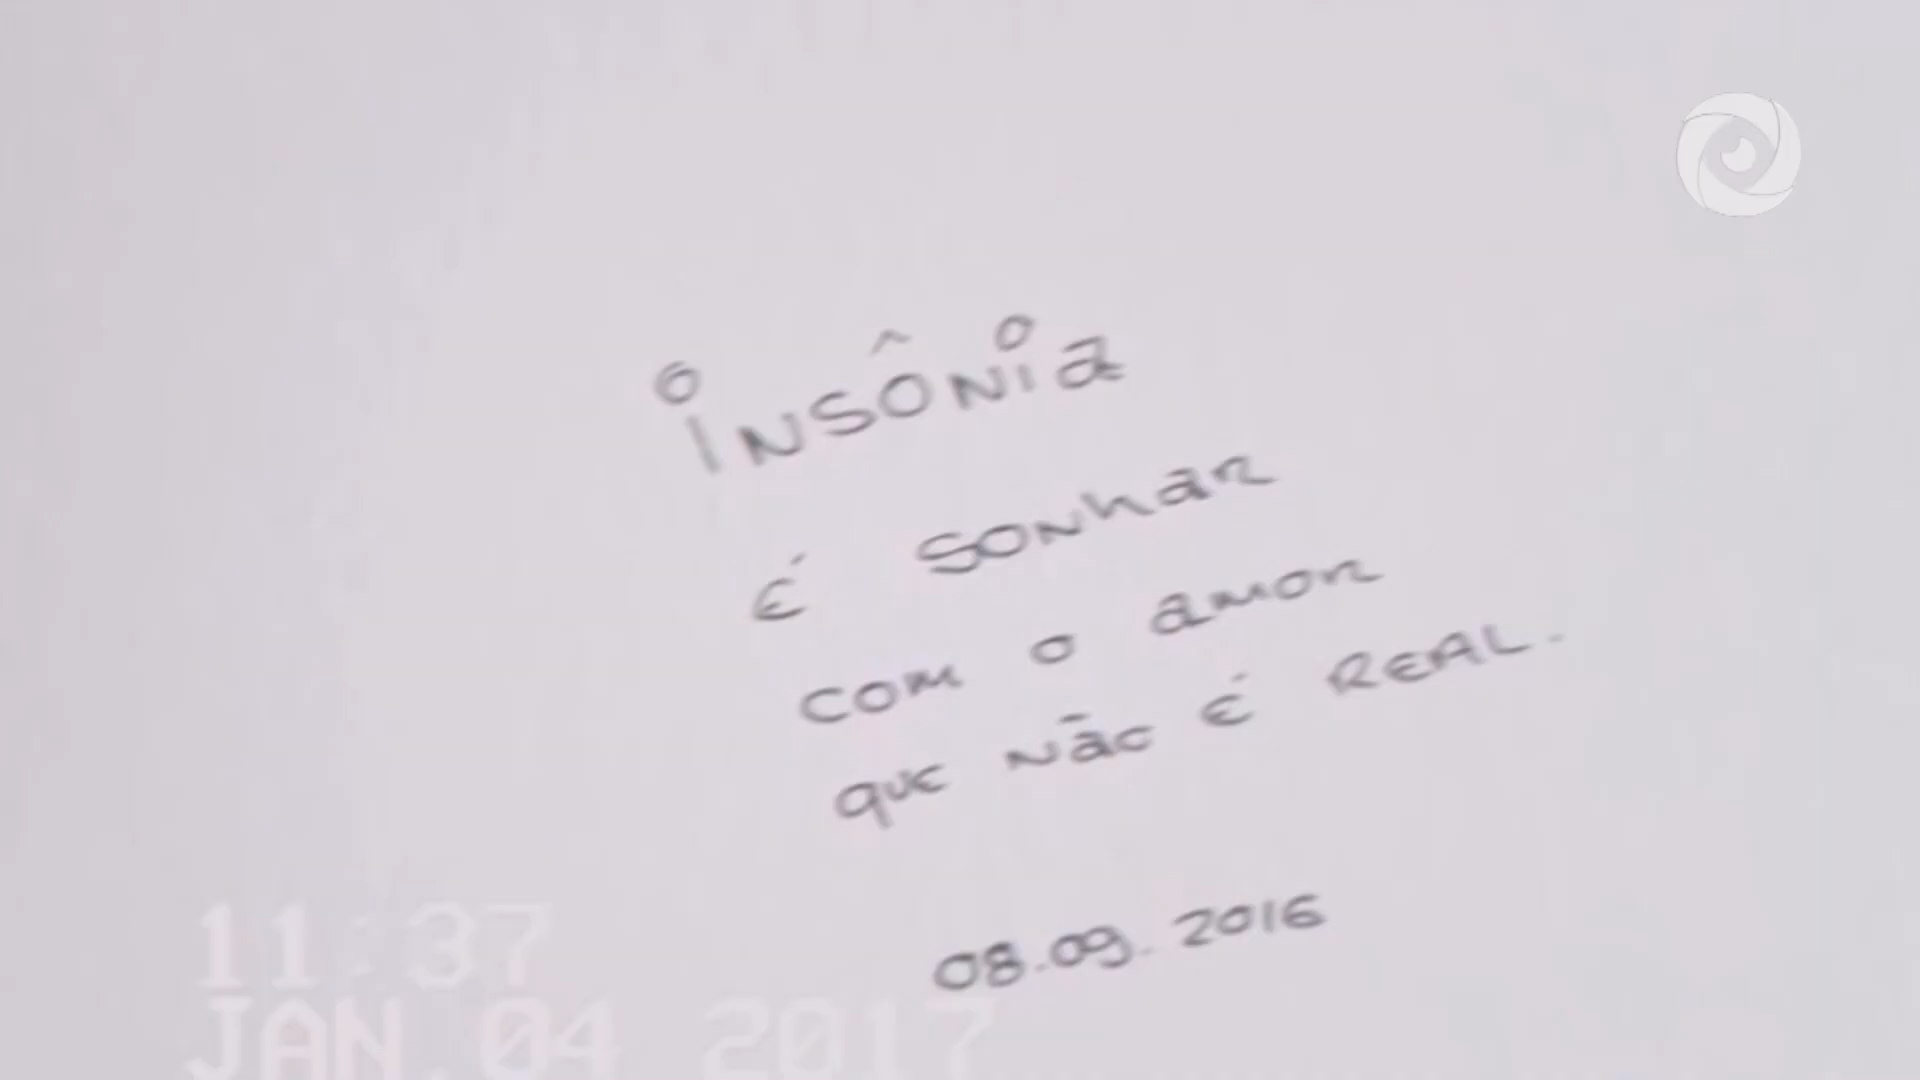 insônia
é sonhar
com o amor
que não é REAL.
08.09.2016
11:37
JAN.04 2017